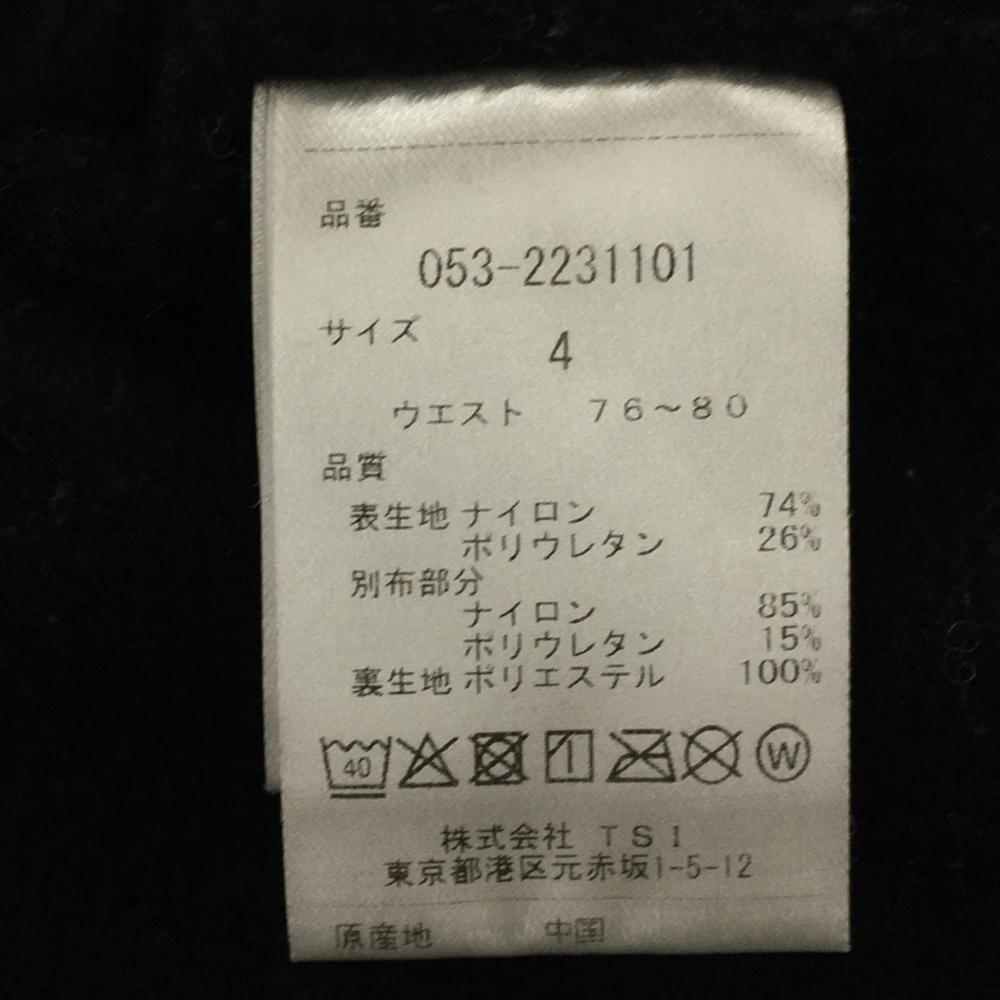 品番
053-2231101
サイズ
4
ウエスト 76～80
品質
表生地 ナイロン 74%
ポリウレタン 26%
別布部分
ナイロン 85%
ポリウレタン 15%
裏生地 ポリエステル 100%
40 W
株式会社 TSI
東京都港区元赤坂1-5-12
原産地 中国